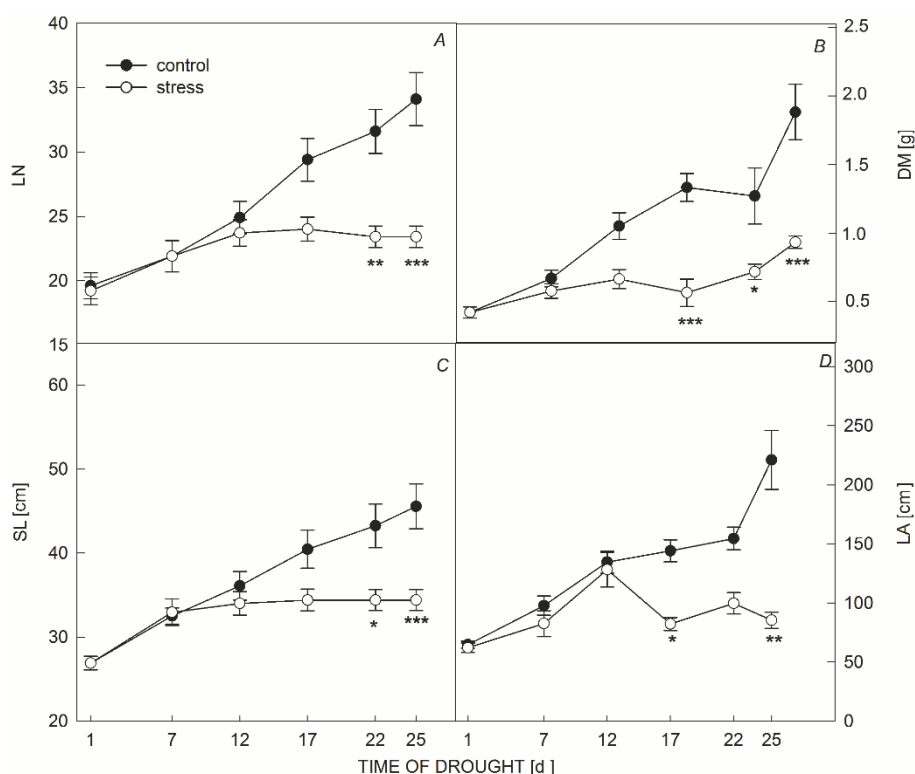 40
35
30
25
20
15
LN
A
control
stress
** ***
B
2.5
2.0
1.5
1.0
0.5
DM [g]
*** * ***
C
60
50
40
30
20
SL [cm]
* ***
D
300
250
200
150
100
50
0
LA [cm]
* **
1 7 12 17 22 25
1 7 12 17 22 25
TIME OF DROUGHT [d ]